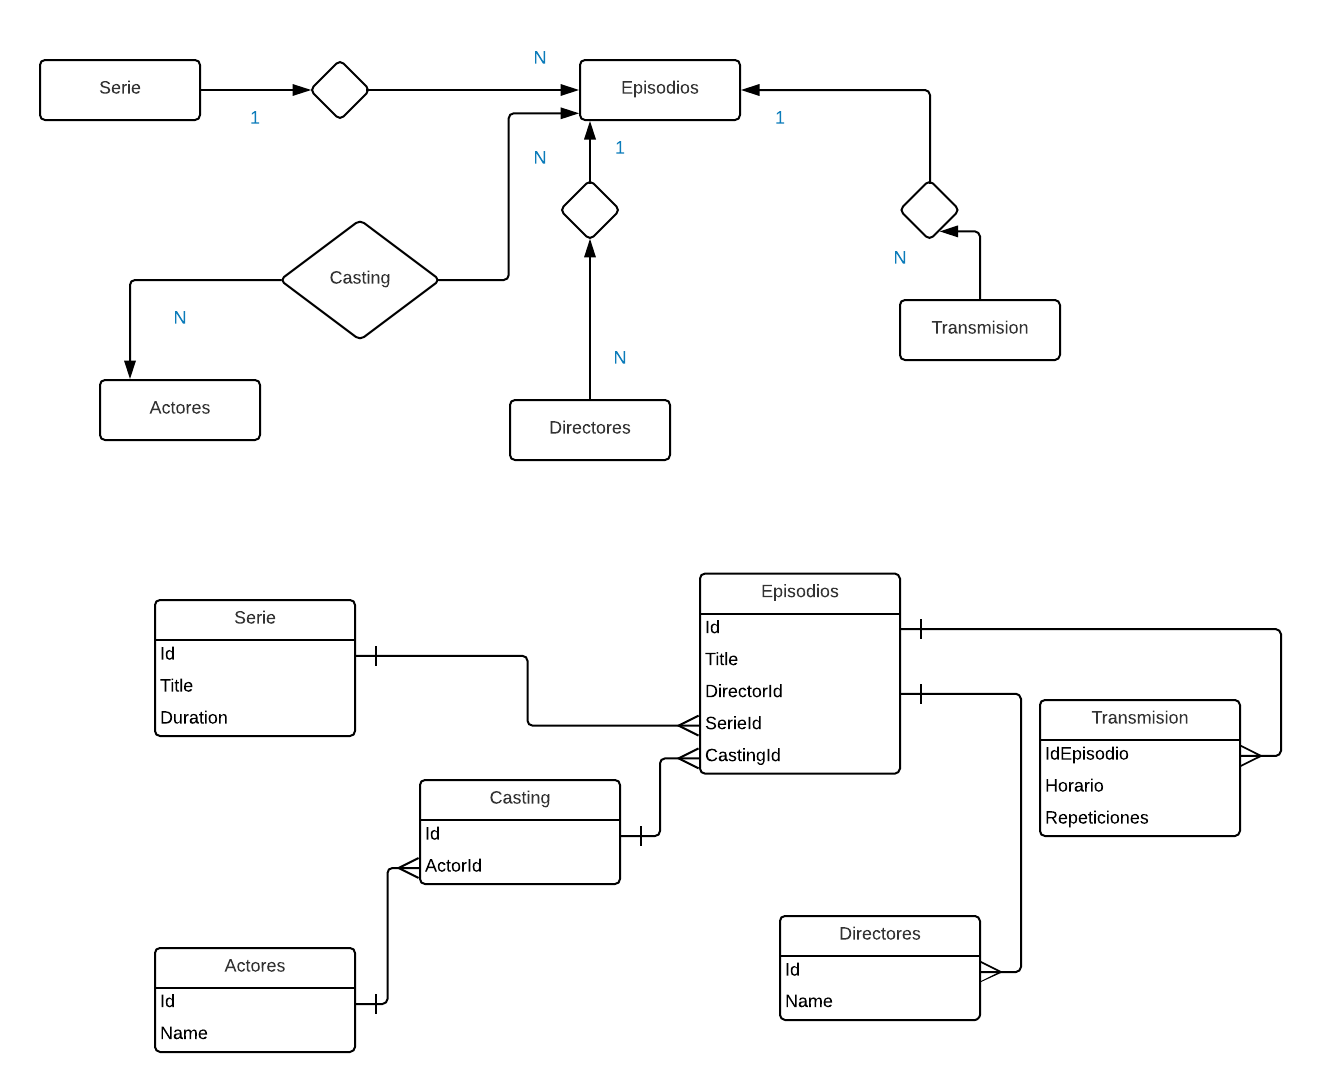 N
Serie
Episodios
1
1
1
N
N
Casting
N
N
Transmision
Actores
N
Directores
Episodios
Id
Title
DirectorId
SerieId
CastingId
Serie
Id
Title
Duration
Transmision
IdEpisodio
Horario
Repeticiones
Casting
Id
ActorId
Directores
Id
Name
Actores
Id
Name